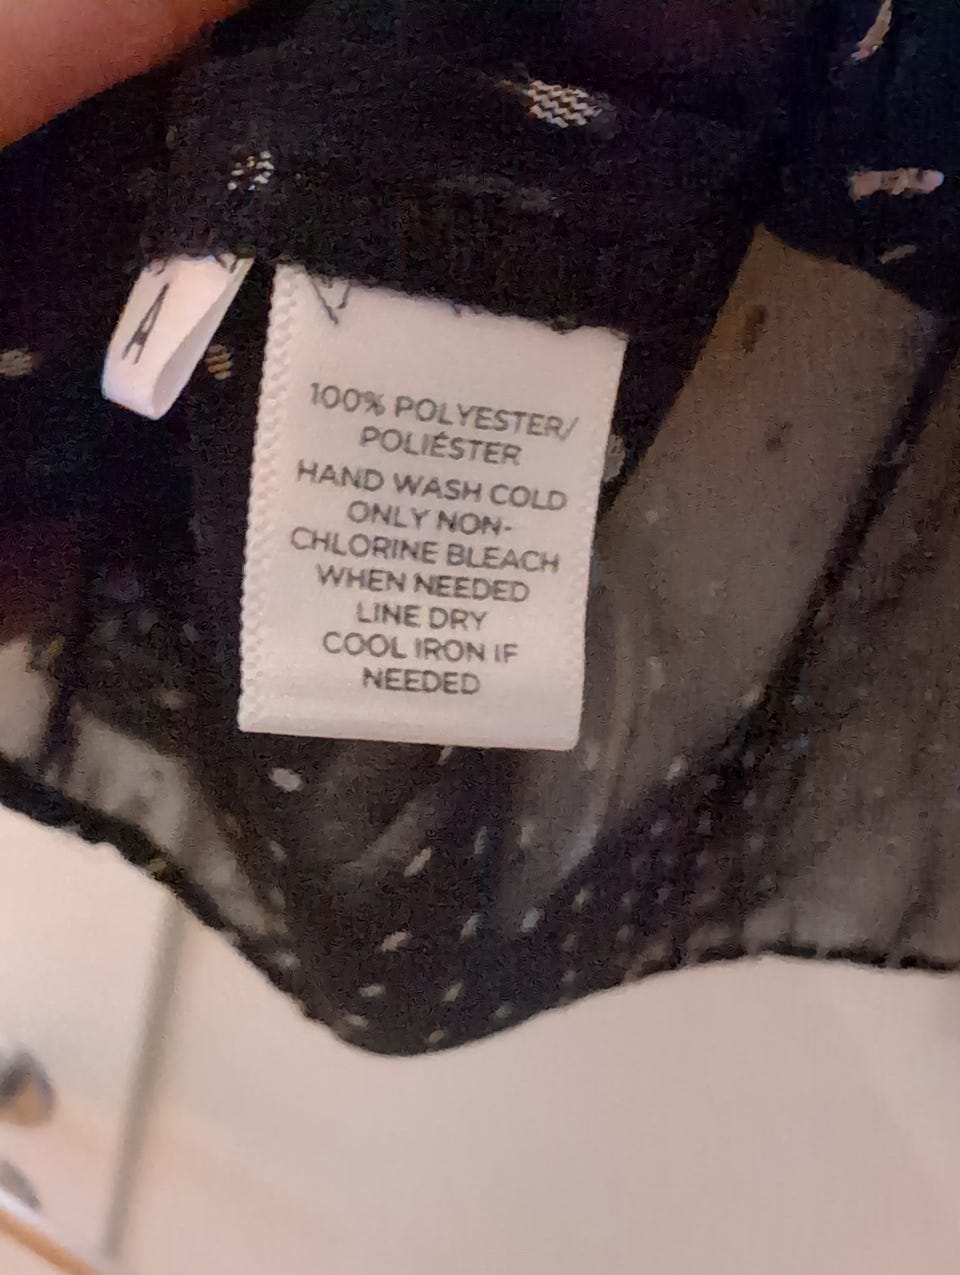 A
100% POLYESTER/
POLIÉSTER
HAND WASH COLD
ONLY NON-
CHLORINE BLEACH
WHEN NEEDED
LINE DRY
COOL IRON IF
NEEDED